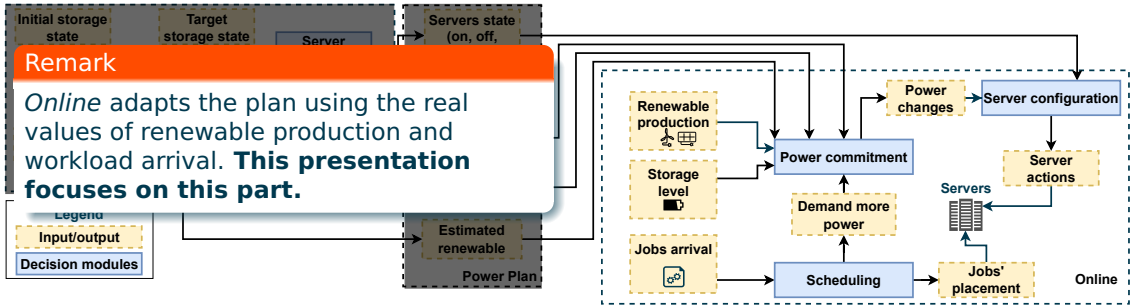 Initial storage
state
Target
storage state
Server
Servers state
(on, off,
Remark
Online adapts the plan using the real
values of renewable production and
workload arrival. This presentation
focuses on this part.
Legend
Input/output
Decision modules
Estimated
renewable
Power Plan
Renewable
production
Storage
level
Jobs arrival
Power commitment
Demand more
power
Scheduling
Power
changes
Server configuration
Server
actions
Servers
Jobs'
placement
Online